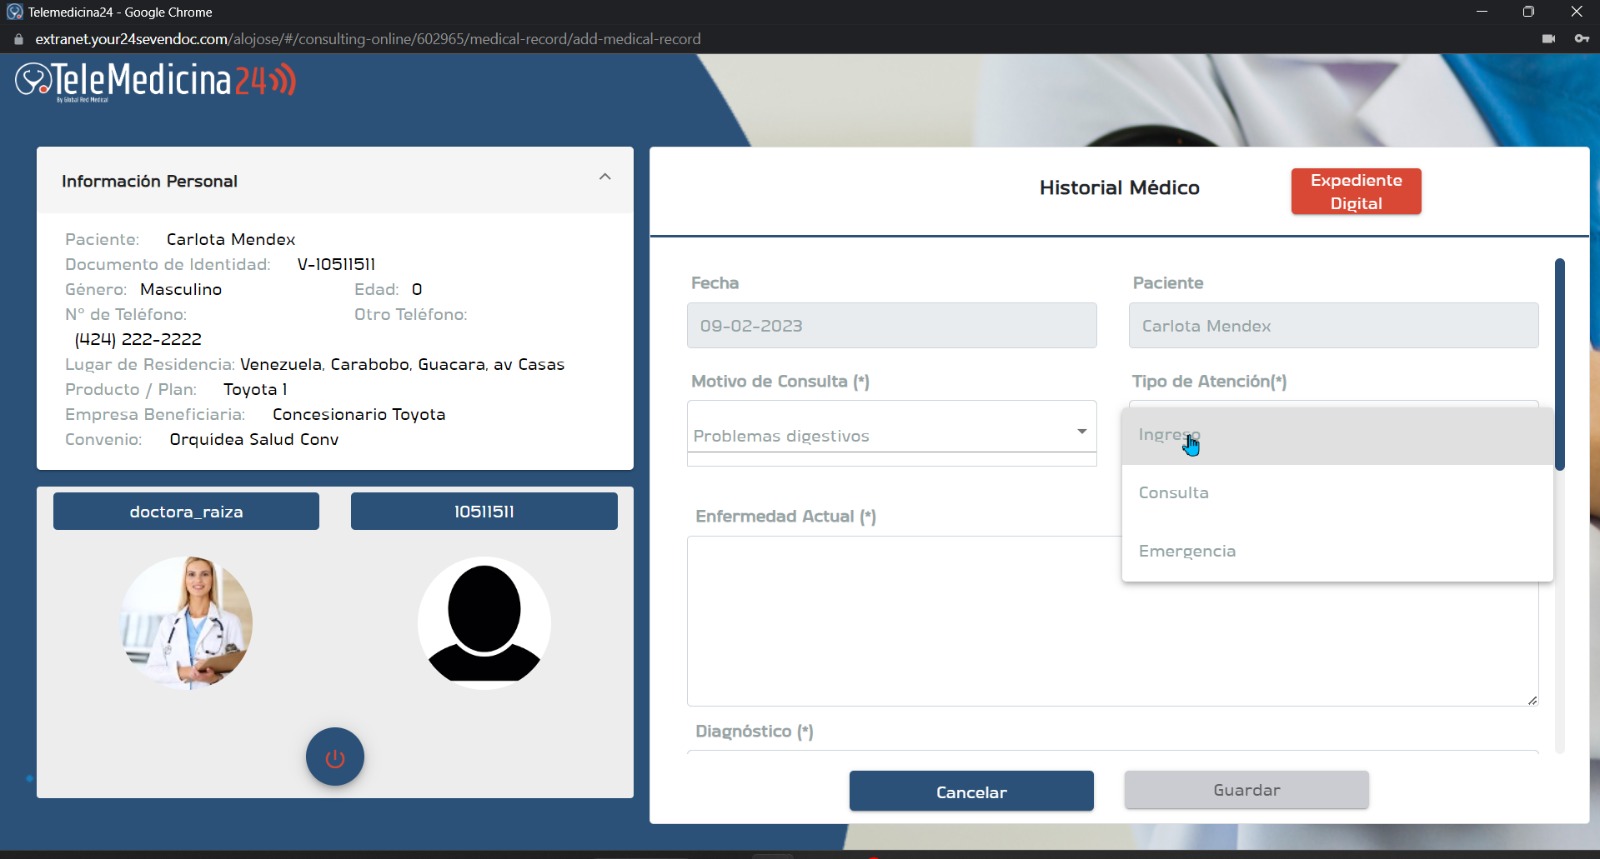 Telemedicina24 - Google Chrome
extranet.your24sevendoc.com/alojose/#/consulting-online/602965/medical-record/add-medical-record
TeleMedicina24
By Global Red Medical
Información Personal
Paciente: Carlota Mendex
Documento de Identidad: V-10511511
Género: Masculino Edad: 0
N° de Teléfono: Otro Teléfono:
(424) 222-2222
Lugar de Residencia: Venezuela, Carabobo, Guacara, av Casas
Producto / Plan: Toyota 1
Empresa Beneficiaria: Concesionario Toyota
Convenio: Orquidea Salud Conv
doctora_raiza 10511511
Historial Médico
Expediente
Digital
Fecha Paciente
09-02-2023 Carlota Mendex
Motivo de Consulta (*) Tipo de Atención(*)
Problemas digestivos
Ingreso
Consulta
Emergencia
Enfermedad Actual (*)
Diagnóstico (*)
Cancelar Guardar